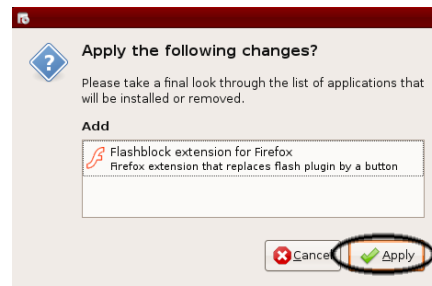 Apply the following changes?
Please take a final look through the list of applications that
will be installed or removed.
Add
Flashblock extension for Firefox
Firefox extension that replaces flash plugin by a button
Cancel
Apply